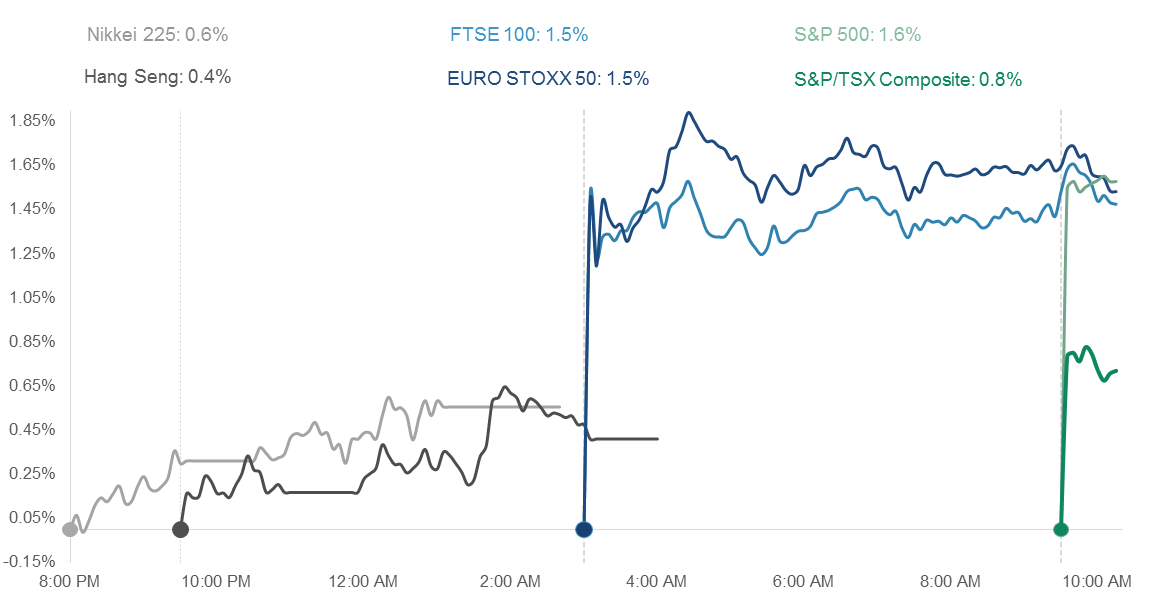 Nikkei 225: 0.6%
FTSE 100: 1.5%
S&P 500: 1.6%
Hang Seng: 0.4%
EURO STOXX 50: 1.5%
S&P/TSX Composite: 0.8%
1.85%
1.65%
1.45%
1.25%
1.05%
0.85%
0.65%
0.45%
0.25%
0.05%
-0.15%
8:00 PM
10:00 PM
12:00 AM
2:00 AM
4:00 AM
6:00 AM
8:00 AM
10:00 AM